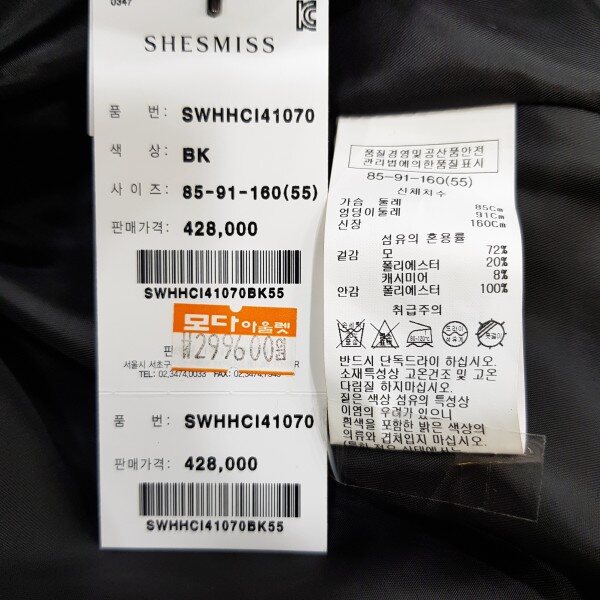 0347
SHESMISS
품 번: SWHHCI41070
색 상: BK
사 이 즈: 85-91-160(55)
판매가격: 428,000
SWHHCI41070BK55
모다아울렛
₩299600원
판
서울시 서초구
TEL: 02.3474.0033 FAX: 02.3474.
품 번: SWHHCI41070
판매가격: 428,000
SWHHCI41070BK55
품질경영및공산품안전
관리법에의한품질표시
85-91-160(55)
신체치수
가슴 둘레 85Cm
엉덩이둘레 91Cm
신장 160Cm
섬유의 혼용률
겉감 모 72%
폴리에스터 20%
캐시미어 8%
안감 폴리에스터 100%
취급주의
드라이
반드시 단독드라이 하십시오.
소재특성상 고온건조 및 고온
다림질 하지마십시오.
짙은 색상 섬유의 특성상
이염의 우려가 있으니
흰색을 포함한 밝은 색상의
의류와 겹쳐입지 마십시오.